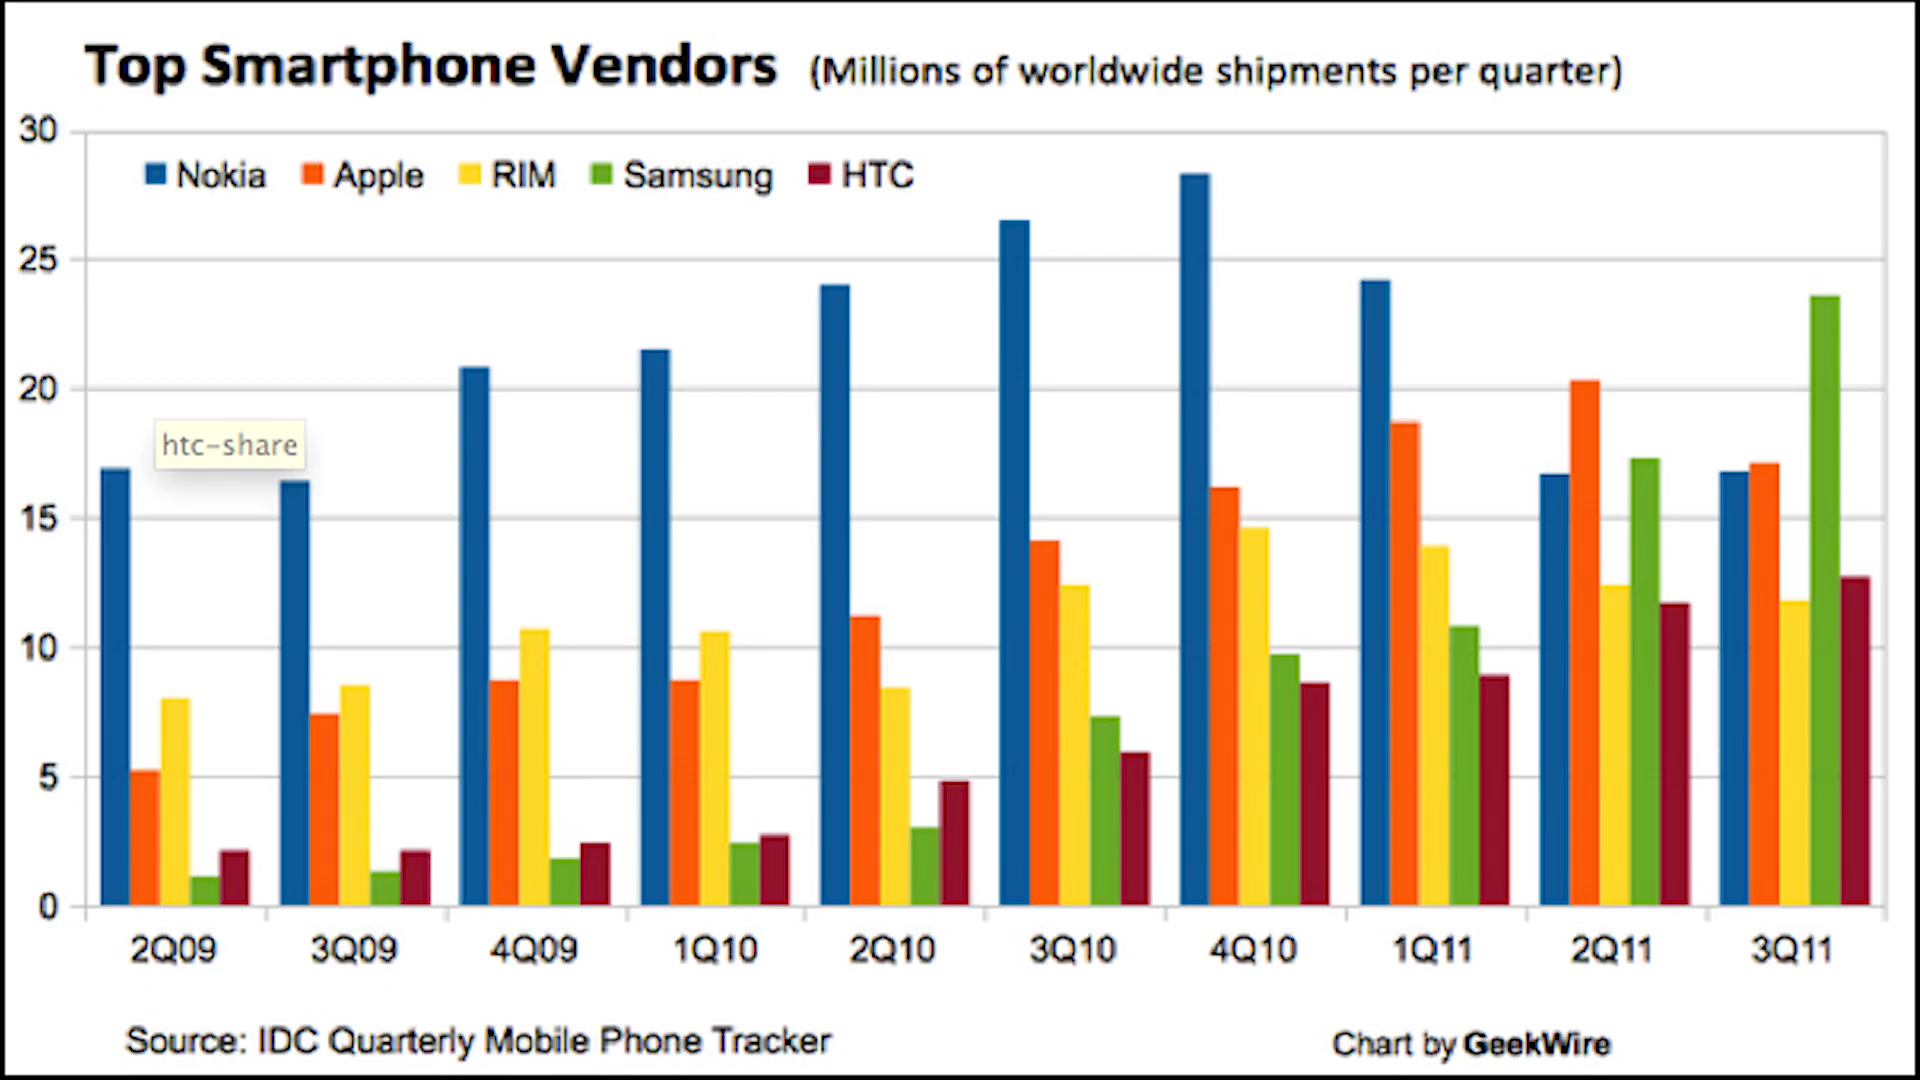 Top Smartphone Vendors (Millions of worldwide shipments per quarter)
30
Nokia Apple RIM Samsung HTC
25
20
htc-share
15
10
5
0
2Q09 3Q09 4Q09 1Q10 2Q10 3Q10 4Q10 1Q11 2Q11 3Q11
Source: IDC Quarterly Mobile Phone Tracker
Chart by GeekWire